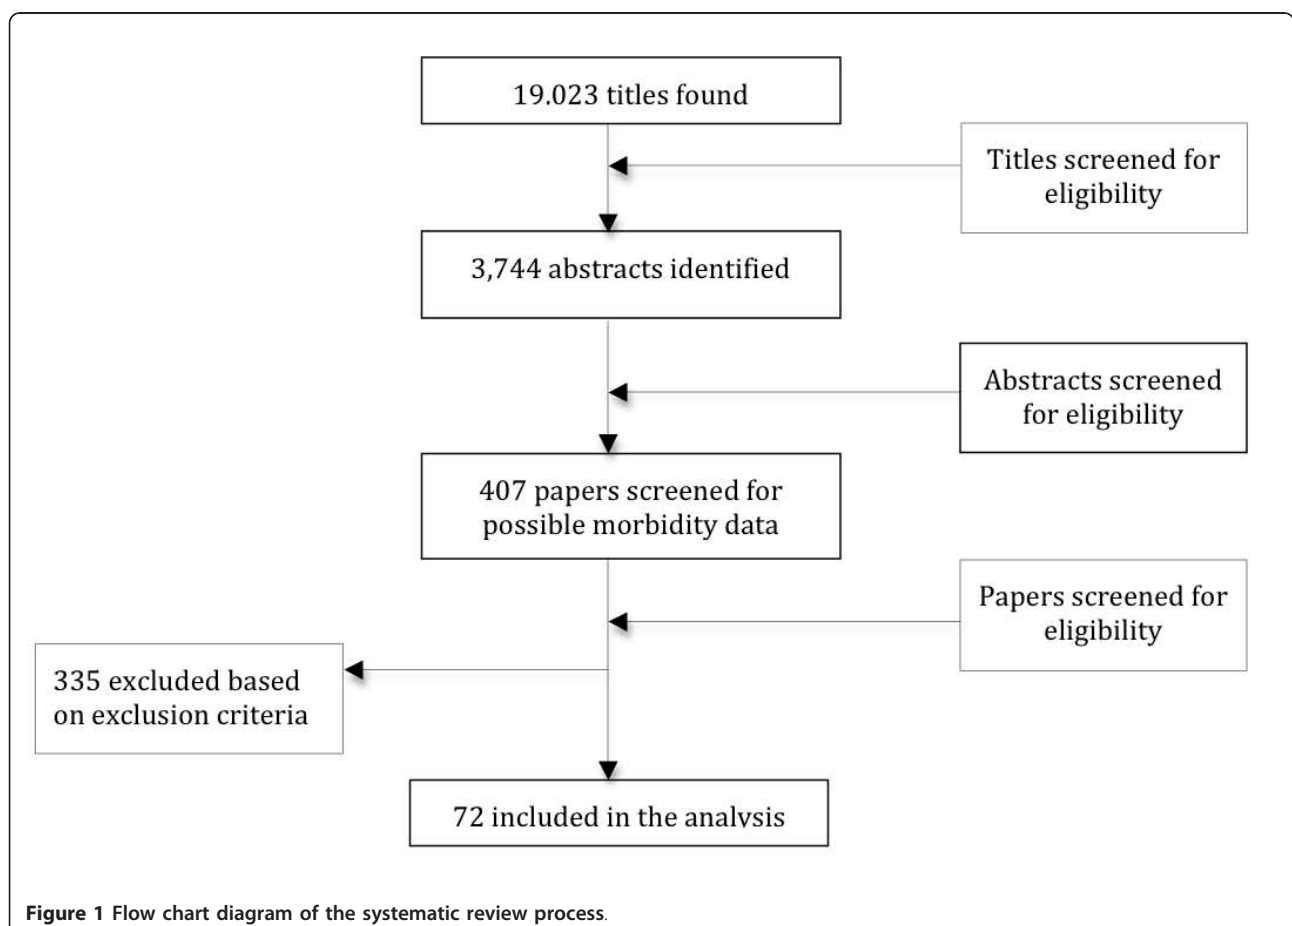 19.023 titles found
Titles screened for
eligibility
3,744 abstracts identified
Abstracts screened
for eligibility
407 papers screened for
possible morbidity data
Papers screened for
eligibility
335 excluded based
on exclusion criteria
72 included in the analysis
Figure 1 Flow chart diagram of the systematic review process.